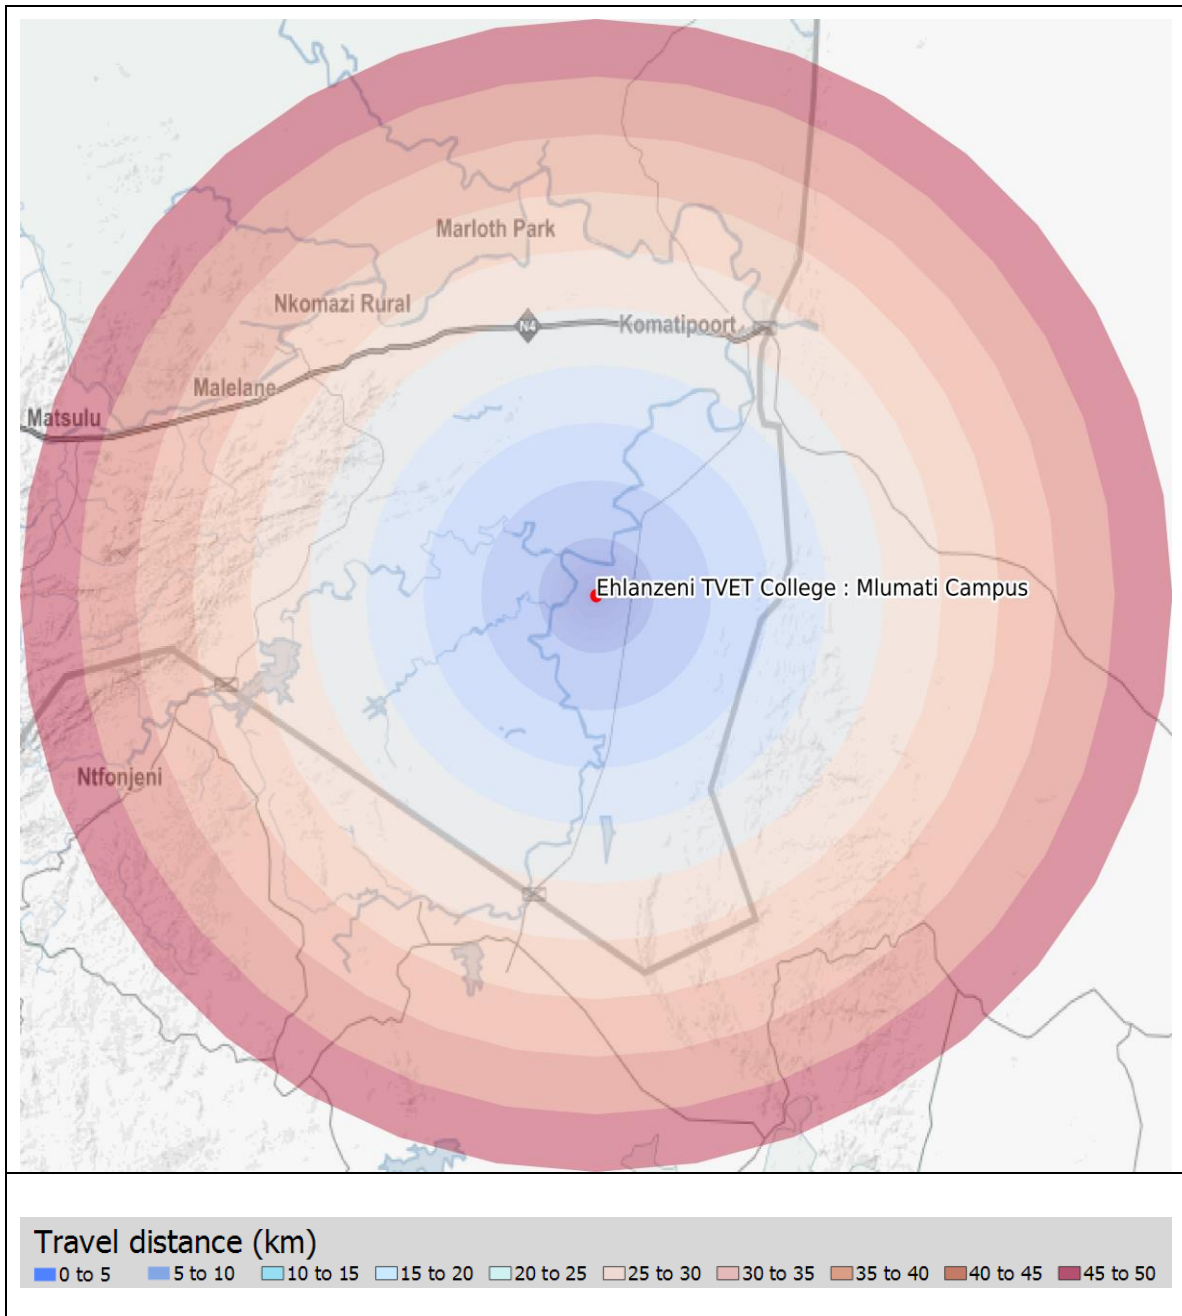 Marloth Park
Nkomazi Rural
N4
Komatipoort
Malelane
Matsulu
Ehlanzeni TVET College : Mlumati Campus
Ntfonjeni
Travel distance (km)
0 to 5 5 to 10 10 to 15 15 to 20 20 to 25 25 to 30 30 to 35 35 to 40 40 to 45 45 to 50